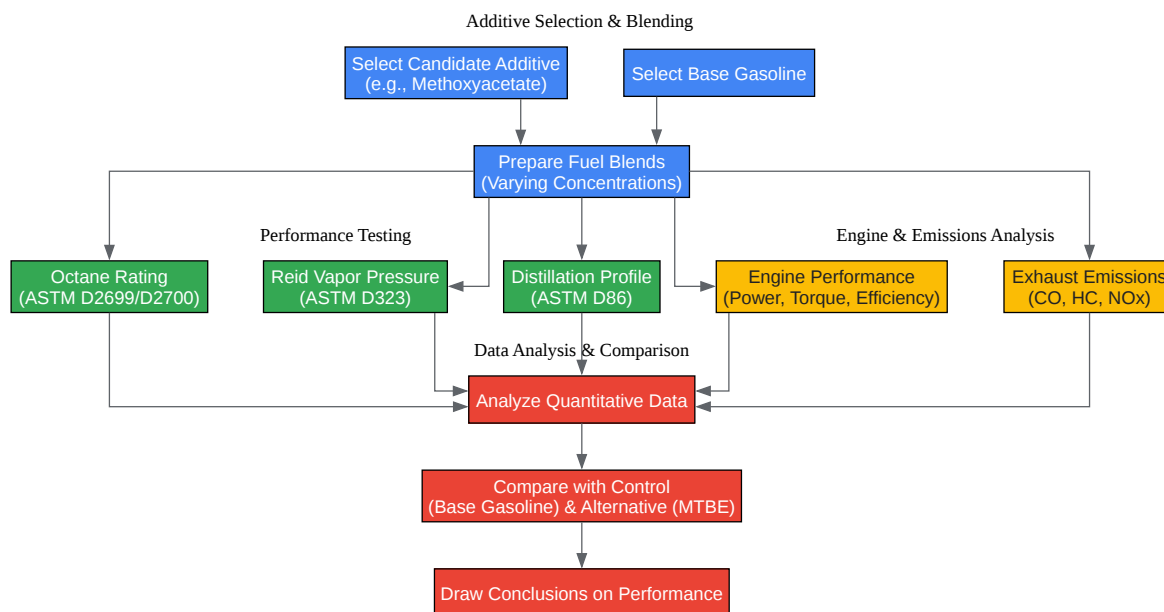 Additive Selection & Blending
Select Candidate Additive
(e.g., Methoxyacetate)
Select Base Gasoline
Prepare Fuel Blends
(Varying Concentrations)
Performance Testing
Engine & Emissions Analysis
Octane Rating
(ASTM D2699/D2700)
Reid Vapor Pressure
(ASTM D323)
Distillation Profile
(ASTM D86)
Engine Performance
(Power, Torque, Efficiency)
Exhaust Emissions
(CO, HC, NOx)
Data Analysis & Comparison
Analyze Quantitative Data
Compare with Control
(Base Gasoline) & Alternative (MTBE)
Draw Conclusions on Performance